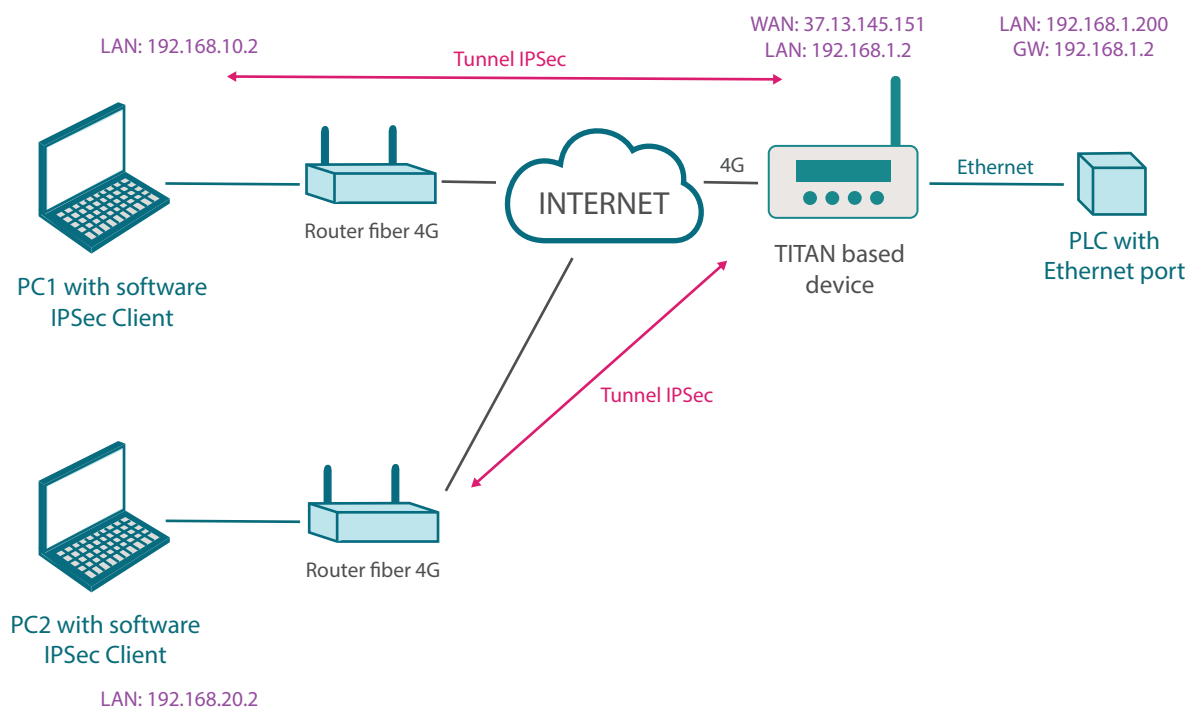 WAN: 37.13.145.151
LAN: 192.168.1.2
LAN: 192.168.1.200
GW: 192.168.1.2
LAN: 192.168.10.2
Tunnel IPSec
4G
Ethernet
INTERNET
Router fiber 4G
TITAN based
device
PLC with
Ethernet port
PC1 with software
IPSec Client
Tunnel IPSec
Router fiber 4G
PC2 with software
IPSec Client
LAN: 192.168.20.2